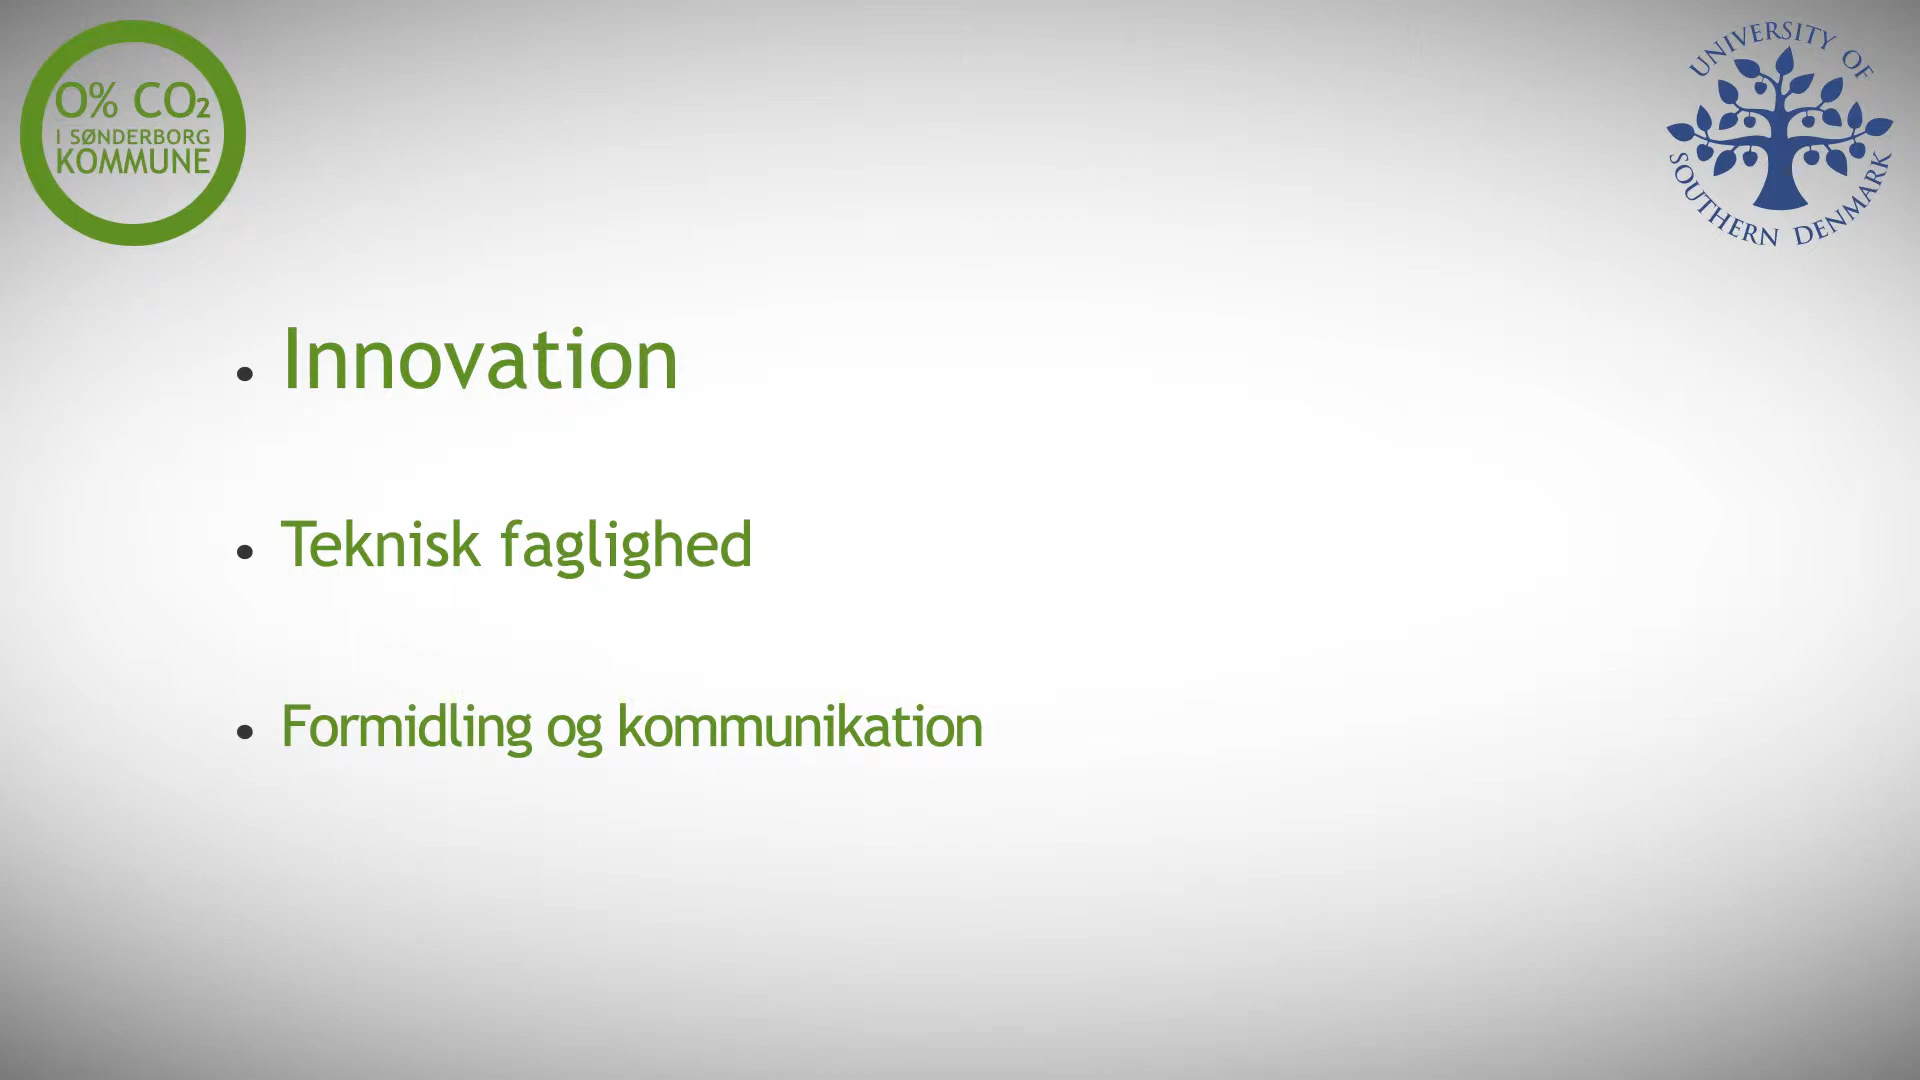 0% CO₂
I SØNDERBORG
KOMMUNE
UNIVERSITY OF
SOUTHERN DENMARK
• Innovation
• Teknisk faglighed
• Formidling og kommunikation